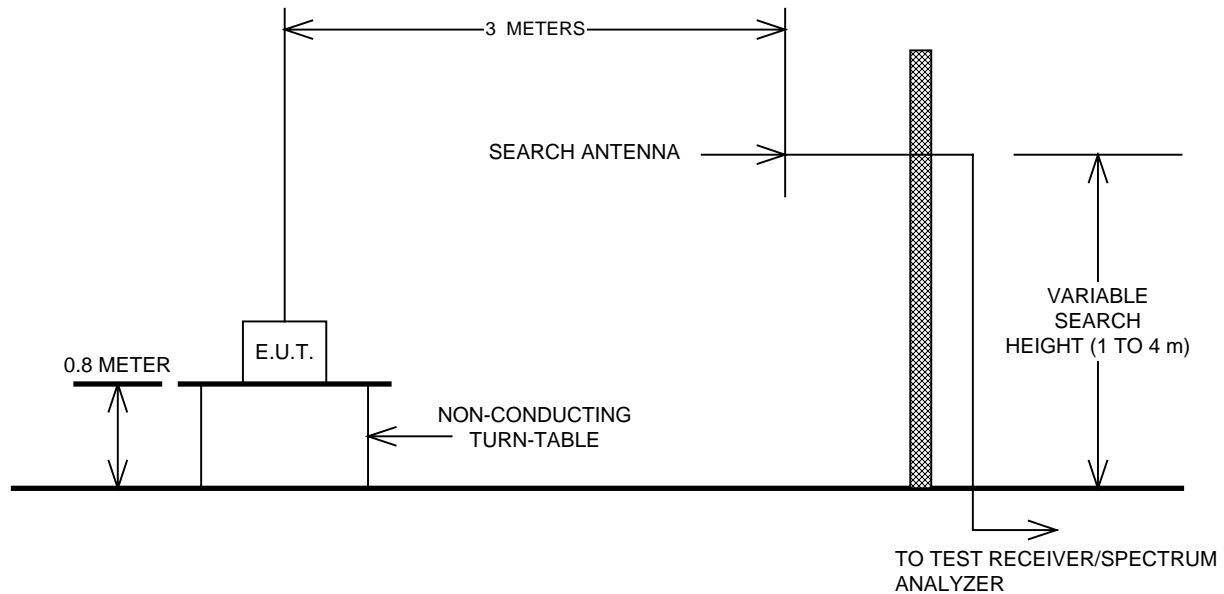 3 METERS
SEARCH ANTENNA
VARIABLE
SEARCH
HEIGHT (1 TO 4 m)
E.U.T.
0.8 METER
NON-CONDUCTING
TURN-TABLE
TO TEST RECEIVER/SPECTRUM
ANALYZER